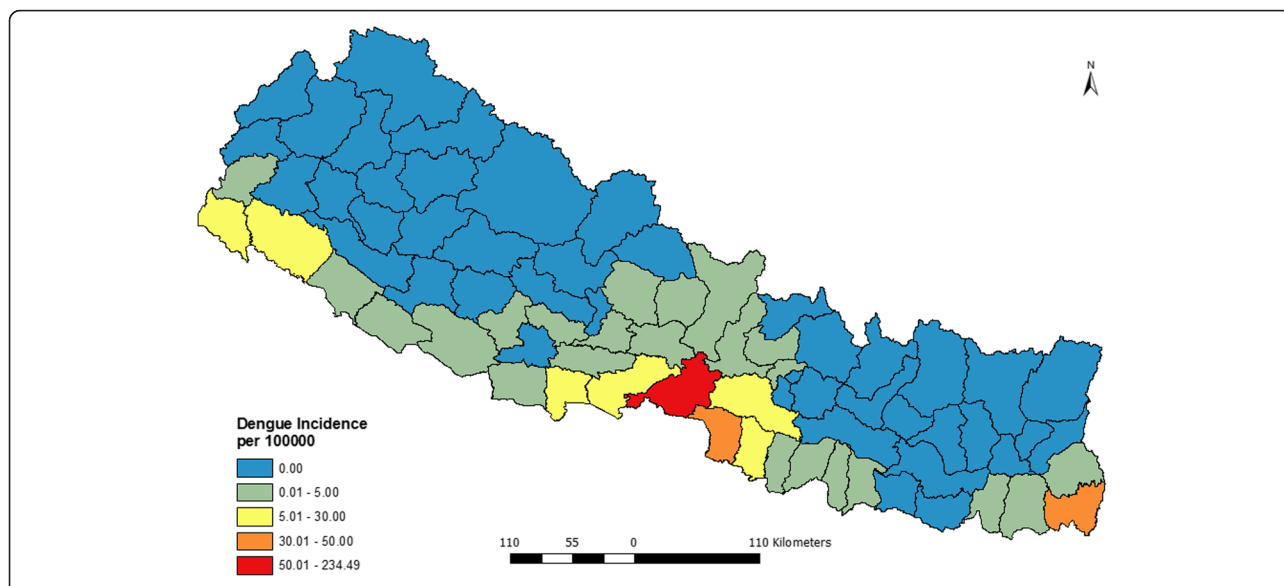 N
Dengue Incidence
per 100000
0.00
0.01 - 5.00
5.01 - 30.00
30.01 - 50.00
50.01 - 234.49
110 55 0 110 Kilometers